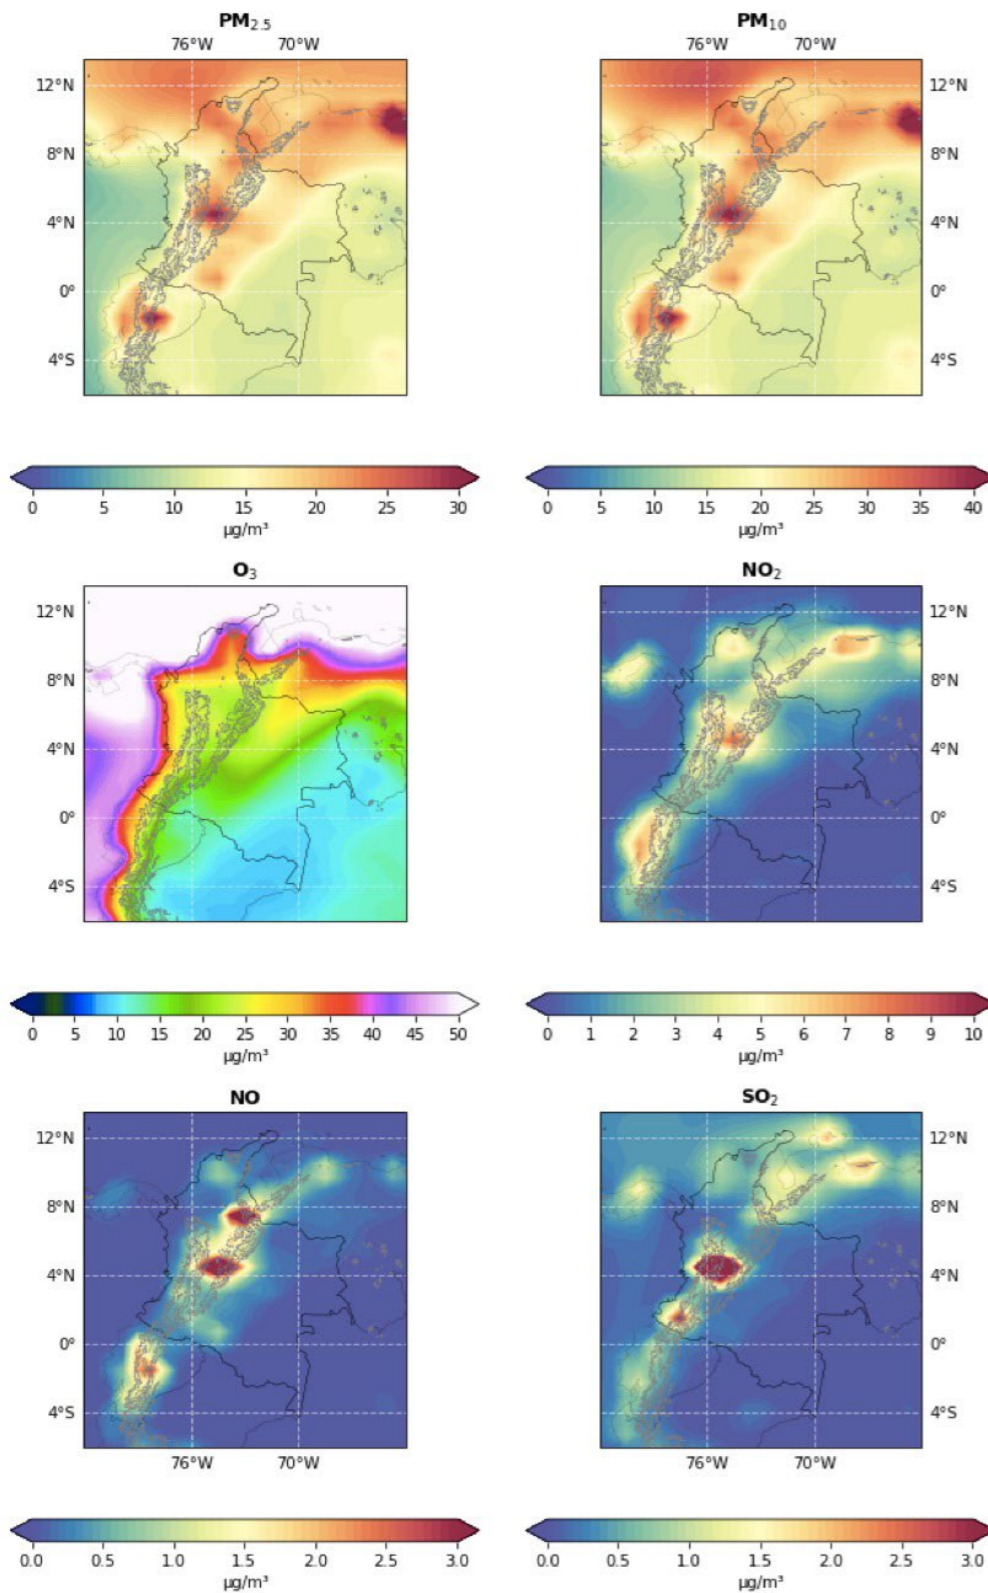 PM₂.₅ PM₁₀
76°W 70°W 76°W 70°W
12°N 12°N
8°N 8°N
4°N 4°N
0° 0°
4°S 4°S
0 5 10 15 20 25 30 0 5 10 15 20 25 30 35 40
µg/m³ µg/m³
O₃ NO₂
12°N 12°N
8°N 8°N
4°N 4°N
0° 0°
4°S 4°S
0 5 10 15 20 25 30 35 40 45 50 0 1 2 3 4 5 6 7 8 9 10
µg/m³ µg/m³
NO SO₂
12°N 12°N
8°N 8°N
4°N 4°N
0° 0°
4°S 4°S
76°W 70°W 76°W 70°W
0.0 0.5 1.0 1.5 2.0 2.5 3.0 0.0 0.5 1.0 1.5 2.0 2.5 3.0
µg/m³ µg/m³